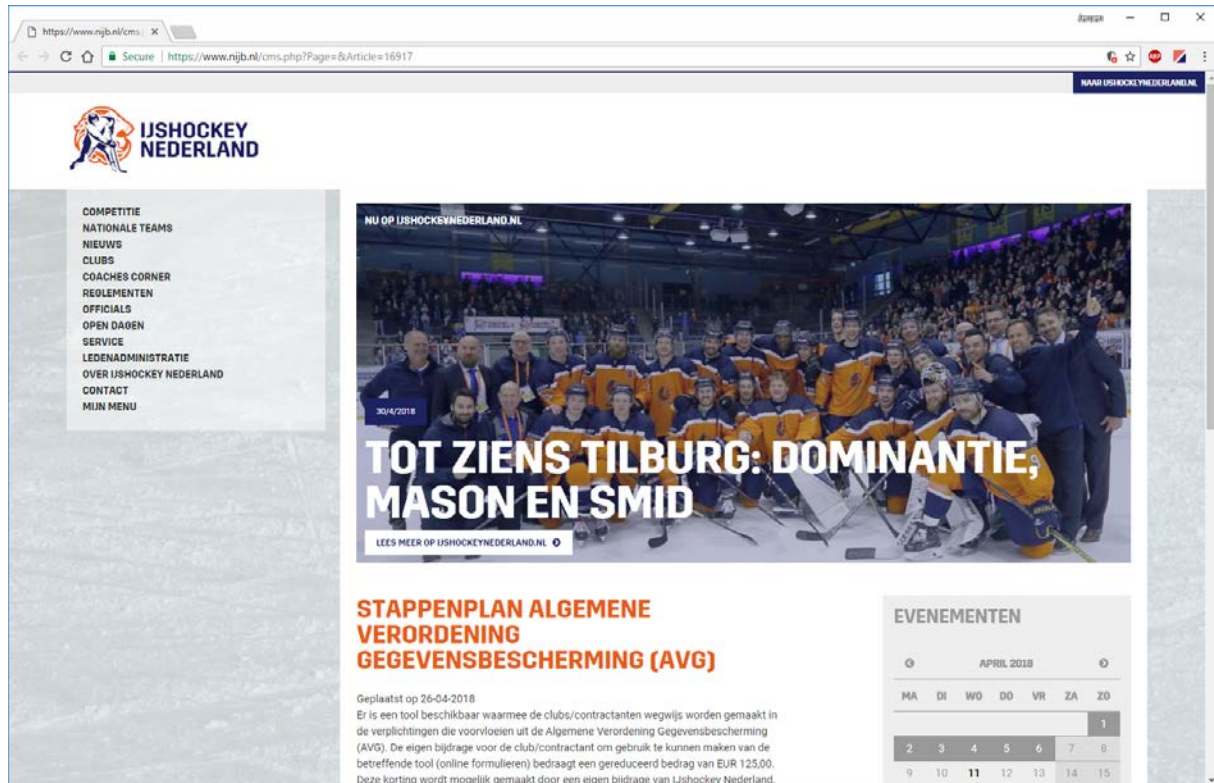 https://www.nijb.nl/cms.
Secure
https://www.nijb.nl/cms.php?Page=&Article=16917
ABP
NAAR IJSHOCKEYNEDERLAND.NL
IJSHOCKEY
NEDERLAND
COMPETITIE
NATIONALE TEAMS
NIEUWS
CLUBS
COACHES CORNER
REGLEMENTEN
OFFICIALS
OPEN DAGEN
SERVICE
LEDENADMINISTRATIE
OVER IJSHOCKEY NEDERLAND
CONTACT
MIJN MENU
NU OP IJSHOCKEYNEDERLAND.NL
30/4/2018
TOT ZIENS TILBURG: DOMINANTIE,
MASON EN SMID
LEES MEER OP IJSHOCKEYNEDERLAND.NL
STAPPENPLAN ALGEMENE
VERORDENING
GEGEVENSBESCHERMING (AVG)
Geplaatst op 26-04-2018
Er is een tool beschikbaar waarmee de clubs/contractanten wegwijs worden gemaakt in
de verplichtingen die voorvloeien uit de Algemene Verordening Gegevensbescherming
(AVG). De eigen bijdrage voor de club/contractant om gebruik te kunnen maken van de
betreffende tool (online formulieren) bedraagt een gereduceerd bedrag van EUR 125,00.
Deze korting wordt mogelijk gemaakt door een eigen bijdrage van IJshockey Nederland.
EVENEMENTEN
APRIL 2018
MA DI WO DO VR ZA ZO
1
2 3 4 5 6 7 8
9 10 11 12 13 14 15